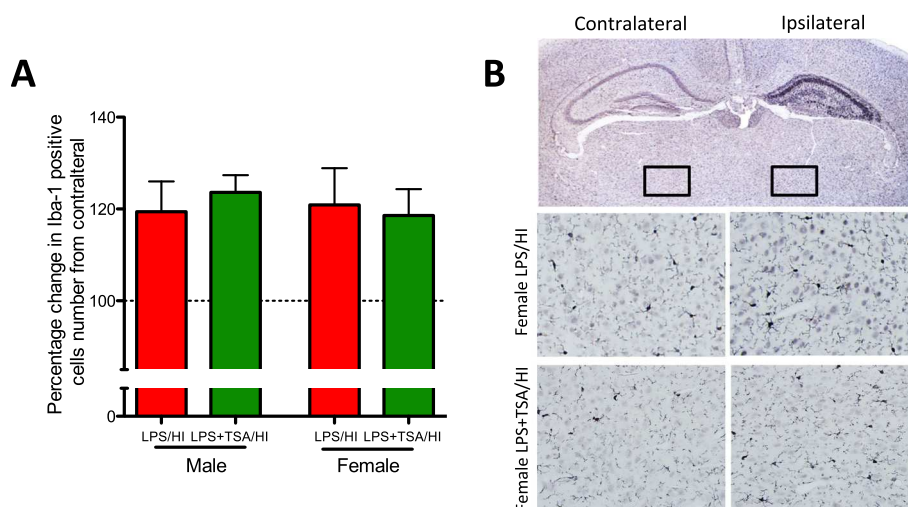 A
Percentage change in Iba-1 positive
cells number from contralteral
140
120
100
0
LPS/HI
LPS+TSA/HI
LPS/HI
LPS+TSA/HI
Male
Female
B
Contralateral
Ipsilateral
Female LPS/HI
Female LPS+TSA/HI